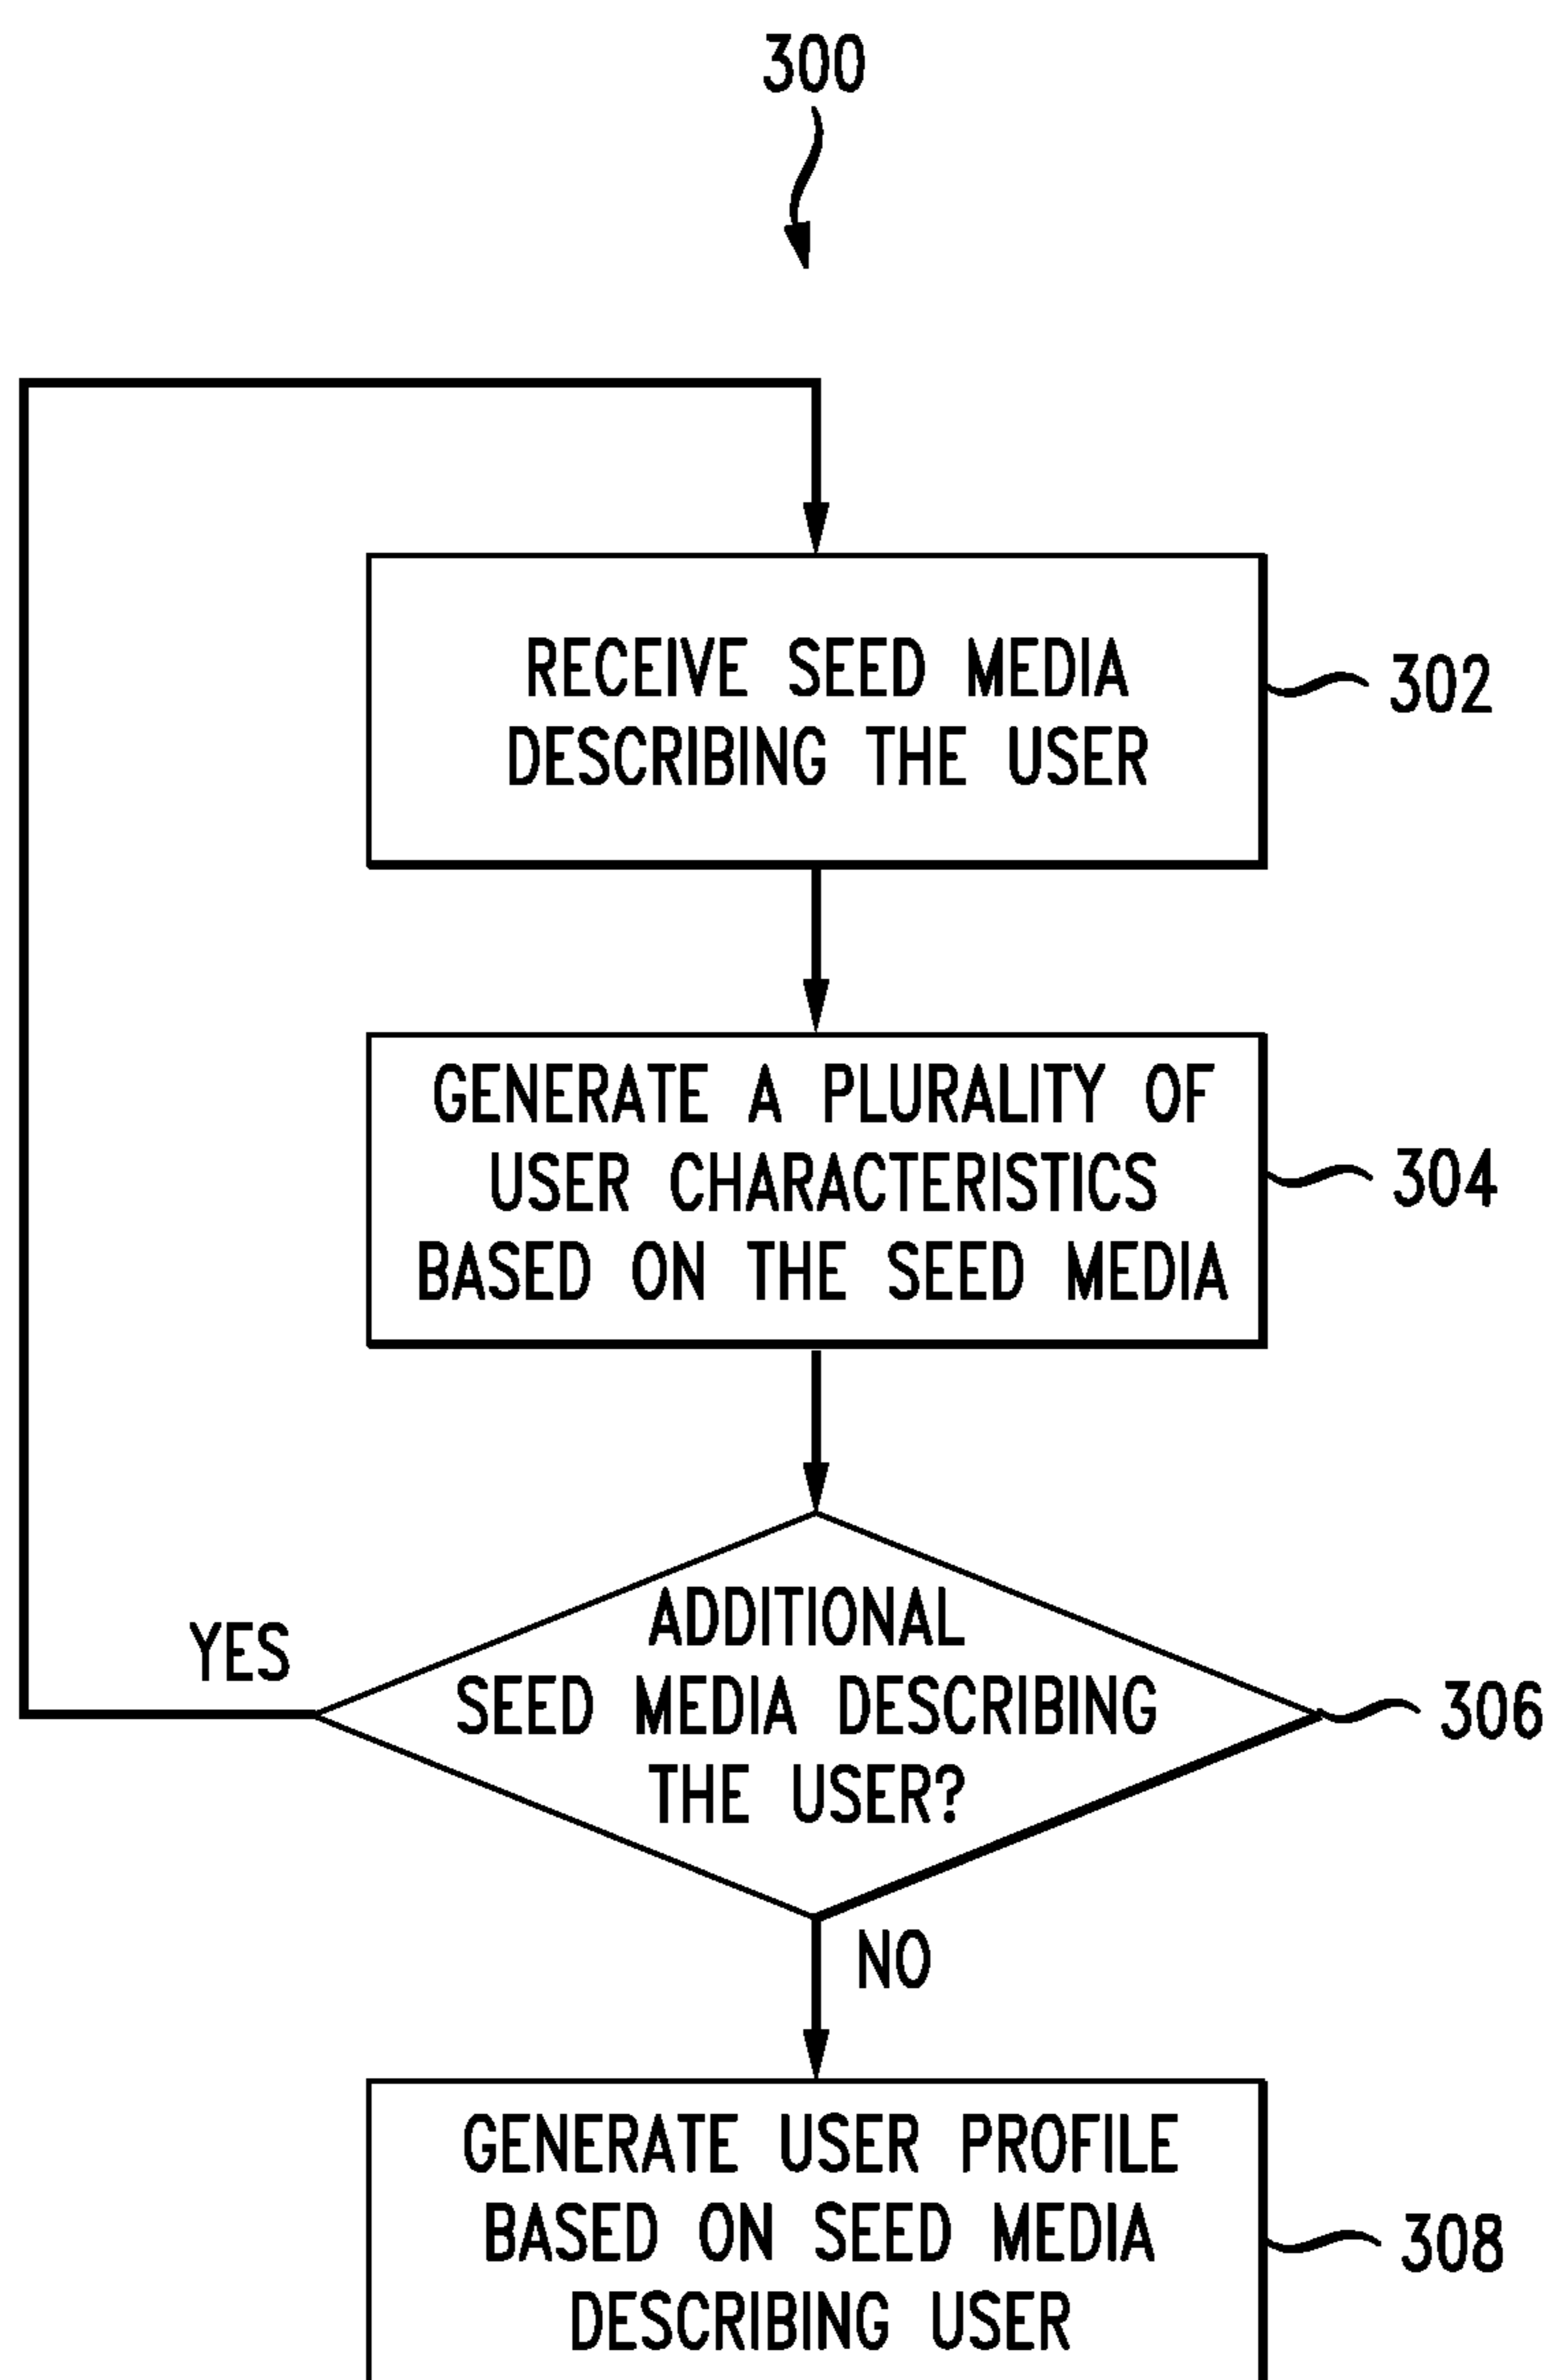 300
RECEIVE SEED MEDIA
DESCRIBING THE USER
302
GENERATE A PLURALITY OF
USER CHARACTERISTICS
BASED ON THE SEED MEDIA
304
ADDITIONAL
SEED MEDIA DESCRIBING
THE USER?
306
YES
NO
GENERATE USER PROFILE
BASED ON SEED MEDIA
DESCRIBING USER
308